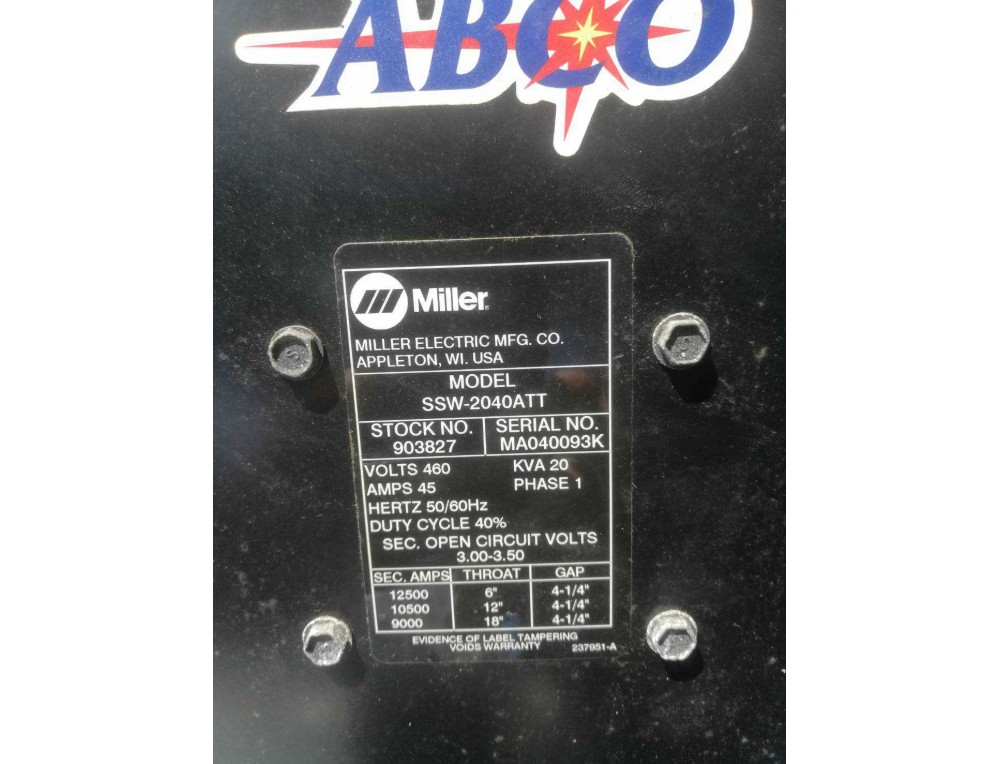 ABCO
Miller
MILLER ELECTRIC MFG. CO.
APPLETON, WI. USA
MODEL
SSW-2040ATT
STOCK NO. SERIAL NO.
903827 MA040093K
VOLTS 460 KVA 20
AMPS 45 PHASE 1
HERTZ 50/60Hz
DUTY CYCLE 40%
SEC. OPEN CIRCUIT VOLTS
3.00-3.50
SEC. AMPS THROAT GAP
12500 6" 4-1/4"
10500 12" 4-1/4"
9000 18" 4-1/4"
EVIDENCE OF LABEL TAMPERING
VOIDS WARRANTY 237951-A